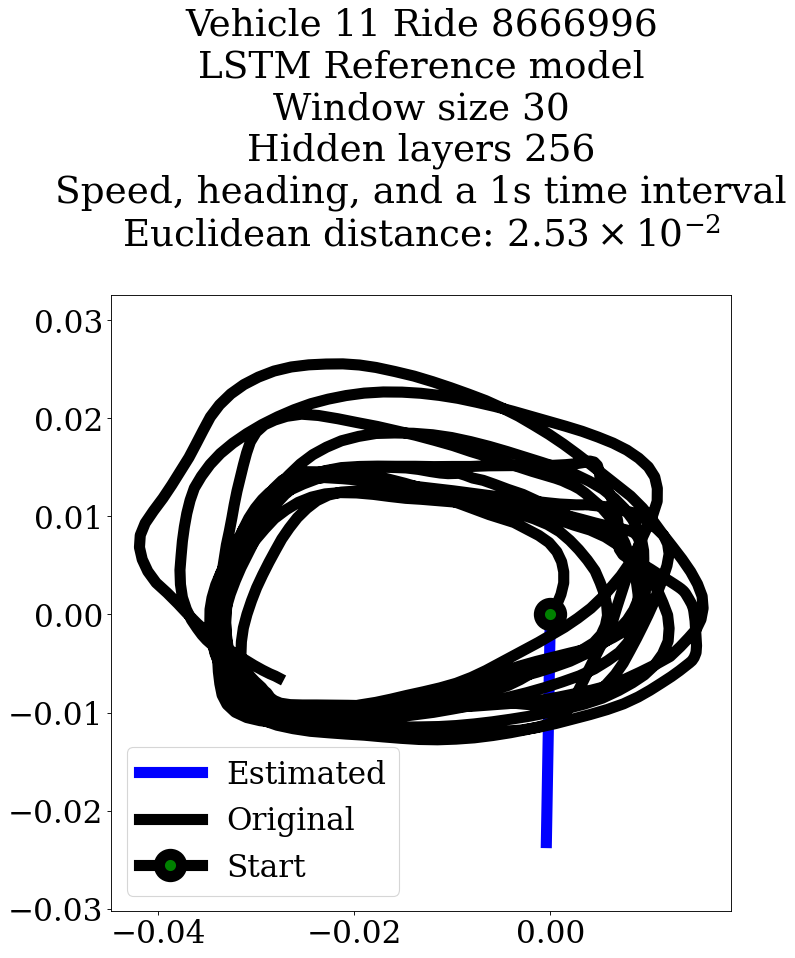 Vehicle 11 Ride 8666996
LSTM Reference model
Window size 30
Hidden layers 256
Speed, heading, and a 1s time interval
Euclidean distance: 2.53 × 10⁻²
0.03
0.02
0.01
0.00
−0.01
−0.02
−0.03
Estimated
Original
Start
−0.04 −0.02 0.00